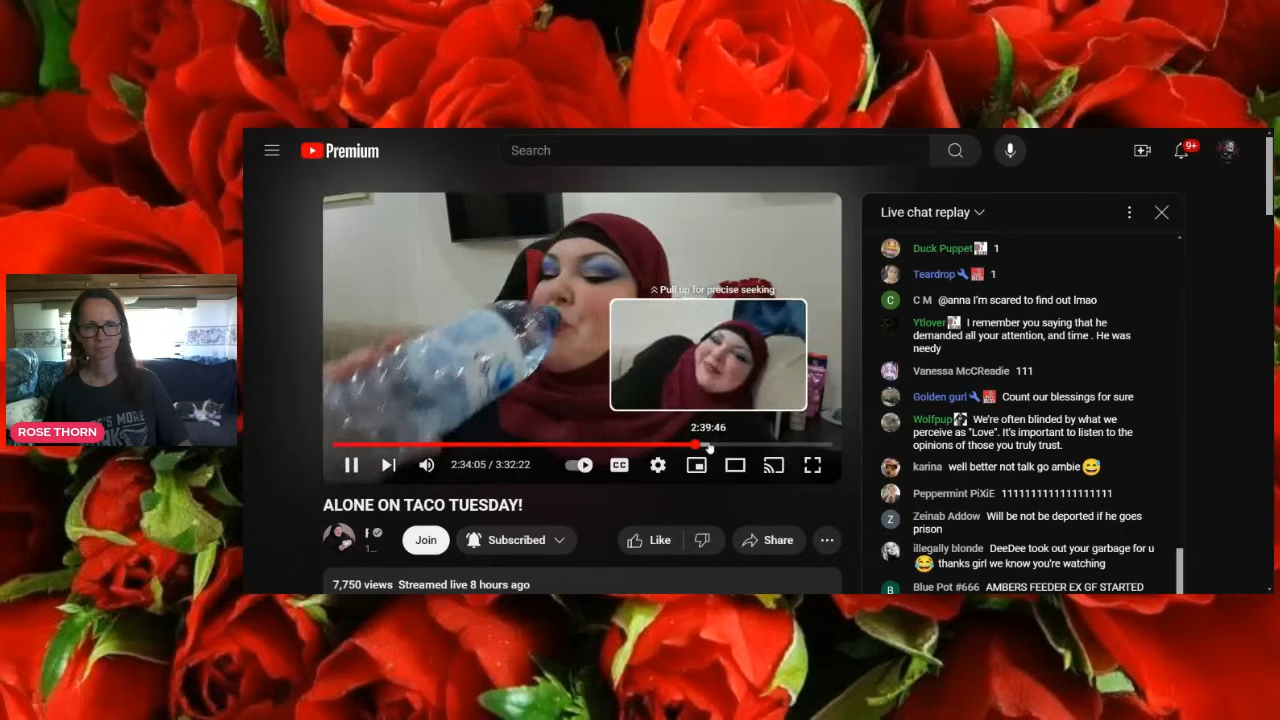 Premium
Search
9+
Live chat replay
Duck Puppet 1
Teardrop 1
C M @anna i'm scared to find out lmao
Ytlover I remember you saying that he
demanded all your attention, and time . He was
needy
Vanessa McCReadie 111
Golden gurl Count our blessings for sure
Wolfpup We're often blinded by what we
perceive as "Love". It's important to listen to the
opinions of those you truly trust.
karina well better not talk go ambie
Peppermint PiXiE 1111111111111111111
Zeinab Addow Will be not be deported if he goes
prison
illegally blonde DeeDee took out your garbage for u
thanks girl we know you're watching
Blue Pot #666 AMBERS FEEDER EX GF STARTED
Pull up for precise seeking
2:39:46
2:34:05 / 3:32:22
CC
ALONE ON TACO TUESDAY!
Join
Subscribed
Like
Share
7,750 views Streamed live 8 hours ago
ROSE THORN